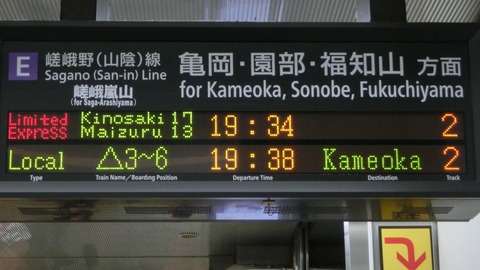 E 嵯峨野(山陰)線 亀岡・園部・福知山 方面
Sagano (San-in) Line for Kameoka, Sonobe, Fukuchiyama
嵯峨嵐山
(for Saga-Arashiyama)
Limited Express Kinosaki 17 Maizuru 13 19:34 2
Local △3~6 19:38 Kameoka 2
Type Train Name/Boarding Position Departure Time Destination Track